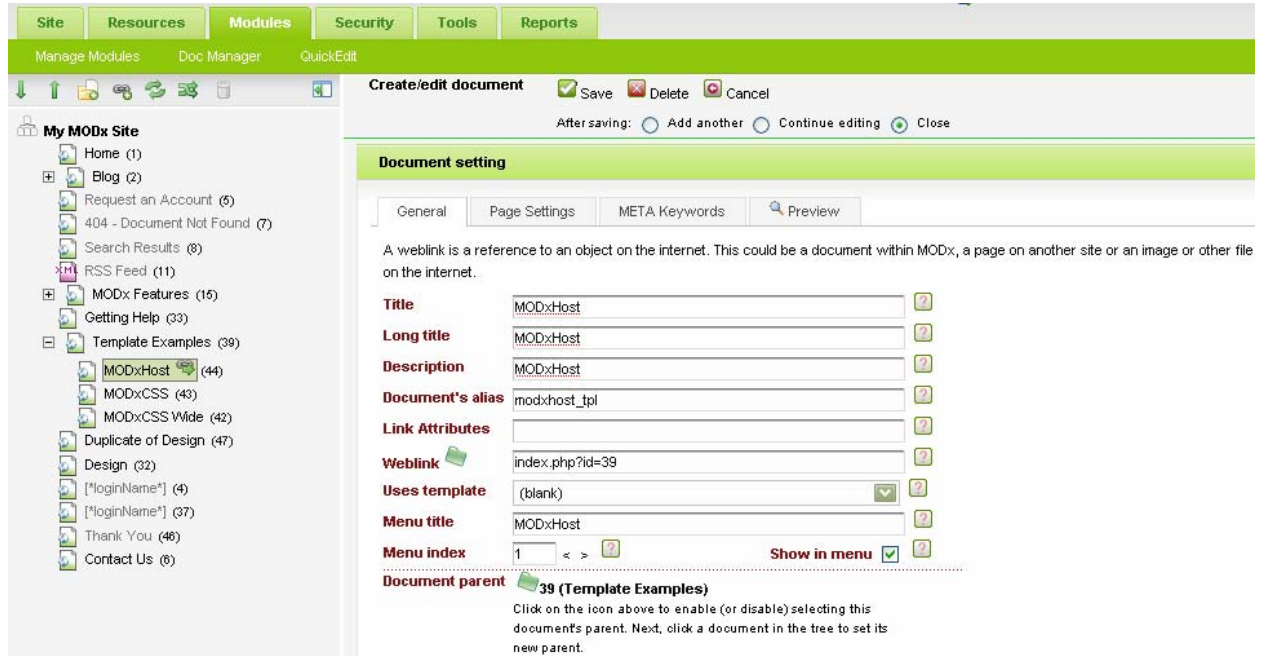 Site Resources Modules Security Tools Reports
Manage Modules Doc Manager QuickEdit
My MODx Site
Home (1)
Blog (2)
Request an Account (5)
404 - Document Not Found (7)
Search Results (8)
XML RSS Feed (11)
MODx Features (15)
Getting Help (33)
Template Examples (39)
MODxHost (44)
MODxCSS (43)
MODxCSS Wide (42)
Duplicate of Design (47)
Design (32)
[*loginName*] (4)
[*loginName*] (37)
Thank You (46)
Contact Us (6)
Create/edit document Save Delete Cancel
After saving: Add another Continue editing Close
Document setting
General Page Settings META Keywords Preview
A weblink is a reference to an object on the internet. This could be a document within MODx, a page on another site or an image or other file
on the internet.
Title MODxHost ?
Long title MODxHost ?
Description MODxHost ?
Document's alias modxhost_tpl ?
Link Attributes ?
Weblink index.php?id=39 ?
Uses template (blank) ?
Menu title MODxHost ?
Menu index 1 < > ? Show in menu ?
Document parent 39 (Template Examples)
Click on the icon above to enable (or disable) selecting this
document's parent. Next, click a document in the tree to set its
new parent.